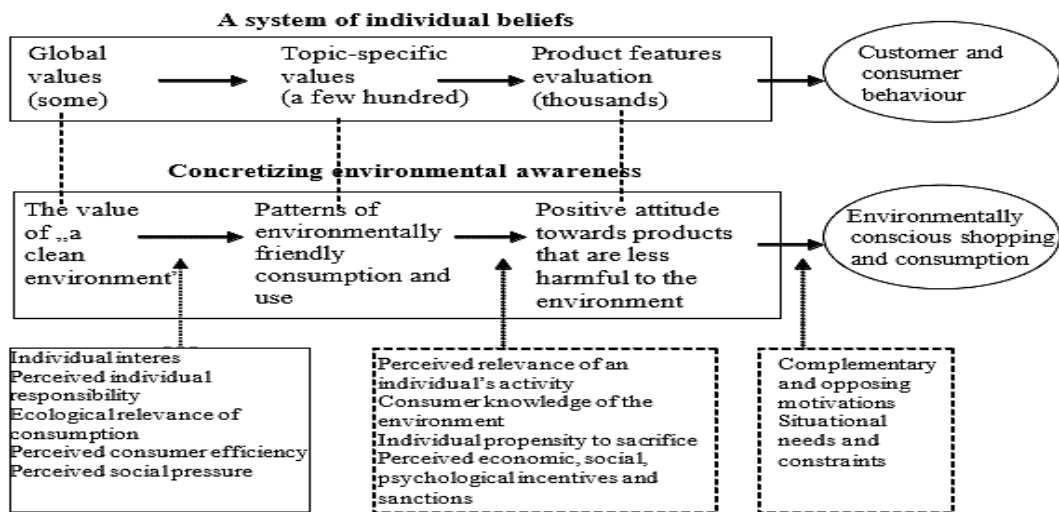 A system of individual beliefs
Global
values
(some)
Topic-specific
values
(a few hundred)
Product features
evaluation
(thousands)
Customer and
consumer
behaviour
Concretizing environmental awareness
The value
of „a
clean
environment”
Patterns of
environmentally
friendly
consumption and
use
Positive attitude
towards products
that are less
harmful to the
environment
Environmentally
conscious shopping
and consumption
Individual interes
Perceived individual
responsibility
Ecological relevance of
consumption
Perceived consumer efficiency
Perceived social pressure
Perceived relevance of an
individual’s activity
Consumer knowledge of the
environment
Individual propensity to sacrifice
Perceived economic, social,
psychological incentives and
sanctions
Complementary
and opposing
motivations
Situational
needs and
constraints